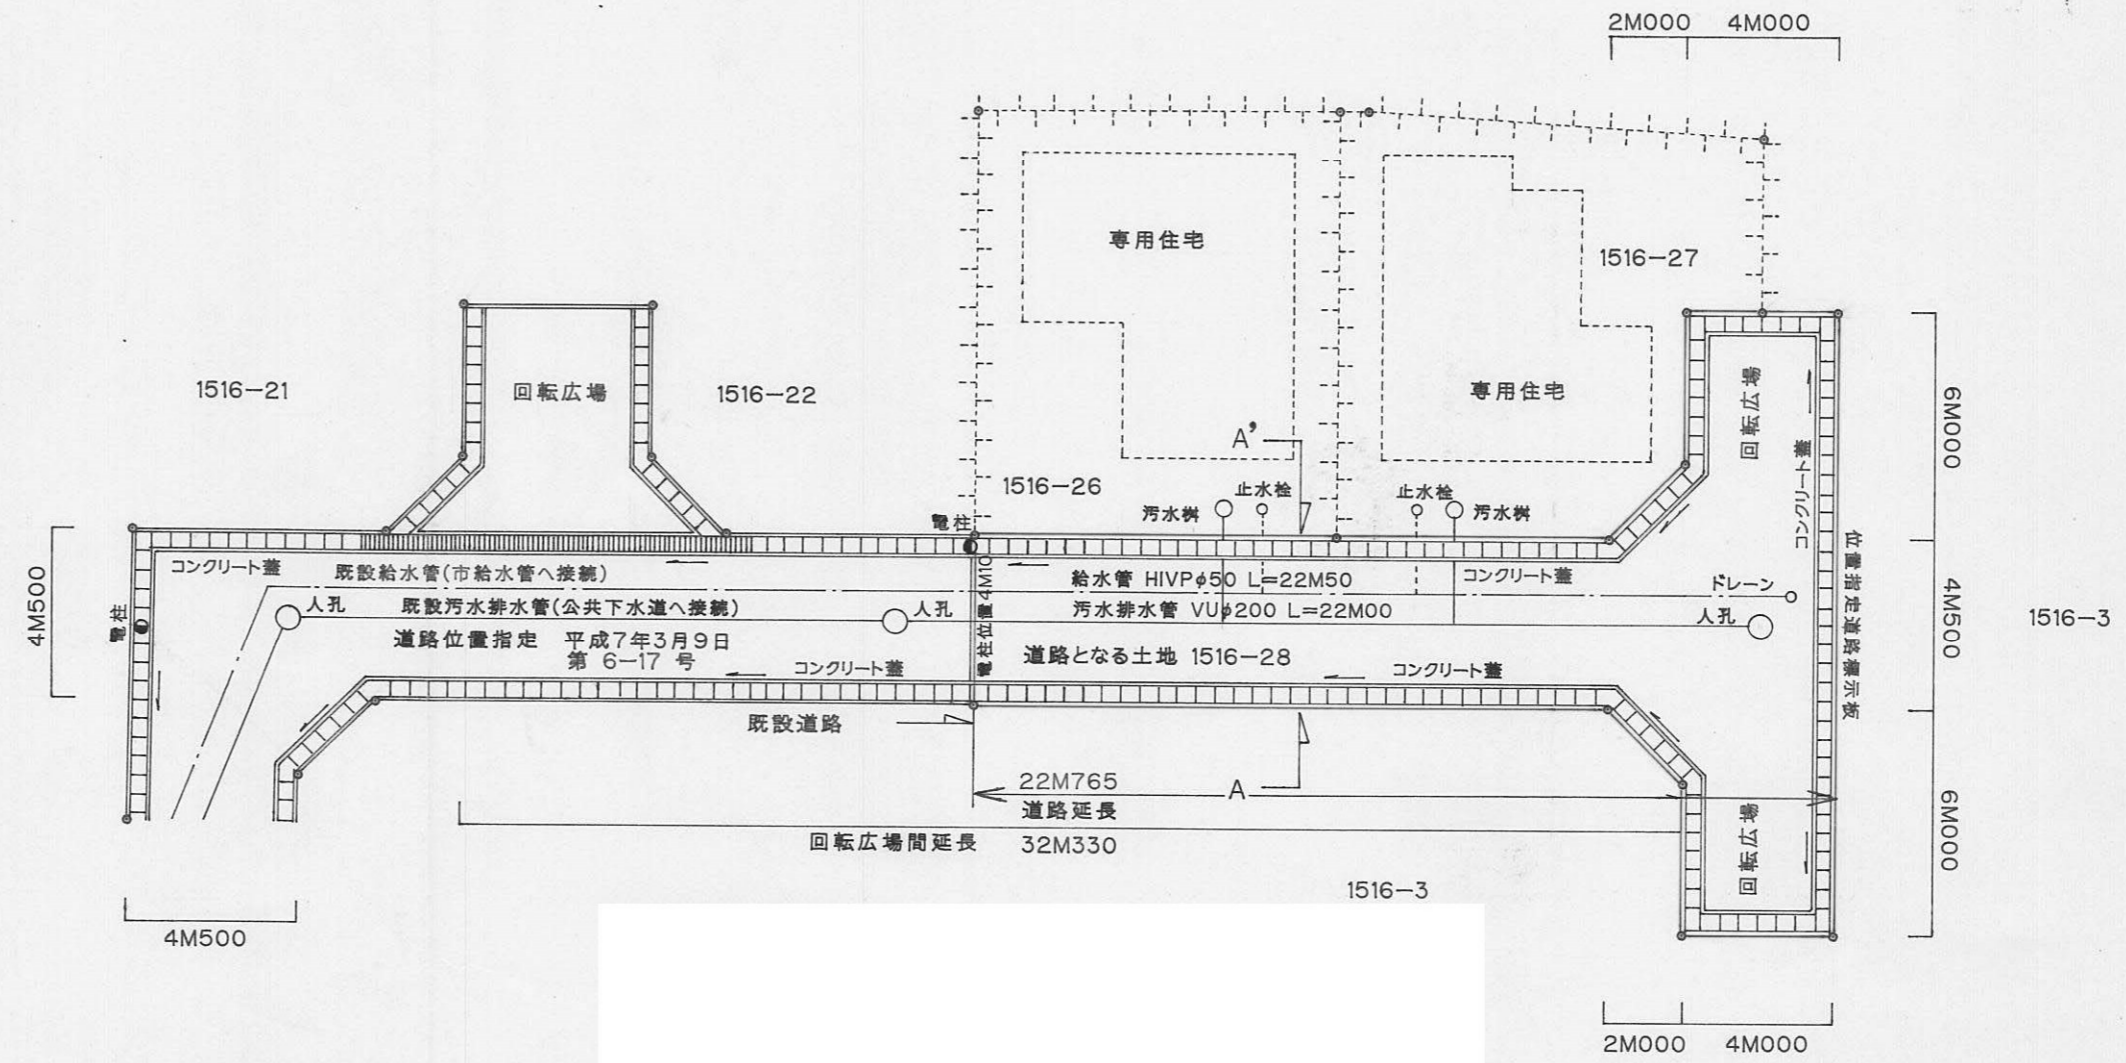 2M000 4M000
専用住宅
1516-27
1516-21
回転広場
1516-22
専用住宅
回転広場
6M000
A'
コンクリート蓋
1516-26
止水栓
止水栓
汚水桝
汚水桝
電柱
コンクリート蓋
既設給水管(市給水管へ接続)
給水管 HIVPφ50 L=22M50
コンクリート蓋
ドレーン
4M500
電柱
人孔
既設汚水排水管(公共下水道へ接続)
人孔
電柱位置4M10
汚水排水管 VUφ200 L=22M00
人孔
位置指定道路標示板
4M500
1516-3
道路位置指定 平成7年3月9日
第 6-17 号
コンクリート蓋
道路となる土地 1516-28
コンクリート蓋
既設道路
22M765
A
道路延長
回転広場間延長 32M330
回転広場
6M000
1516-3
4M500
2M000 4M000